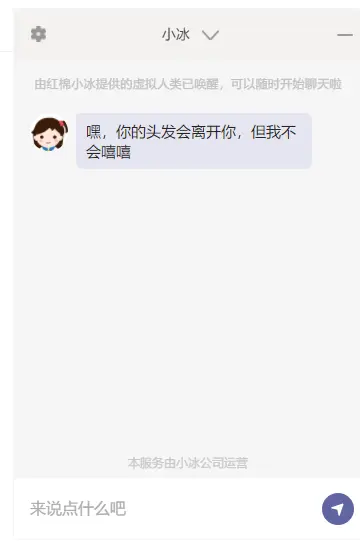 小冰
由红棉小冰提供的虚拟人类已唤醒，可以随时开始聊天啦
嘿，你的头发会离开你，但我不
会嘻嘻
本服务由小冰公司运营
来说点什么吧